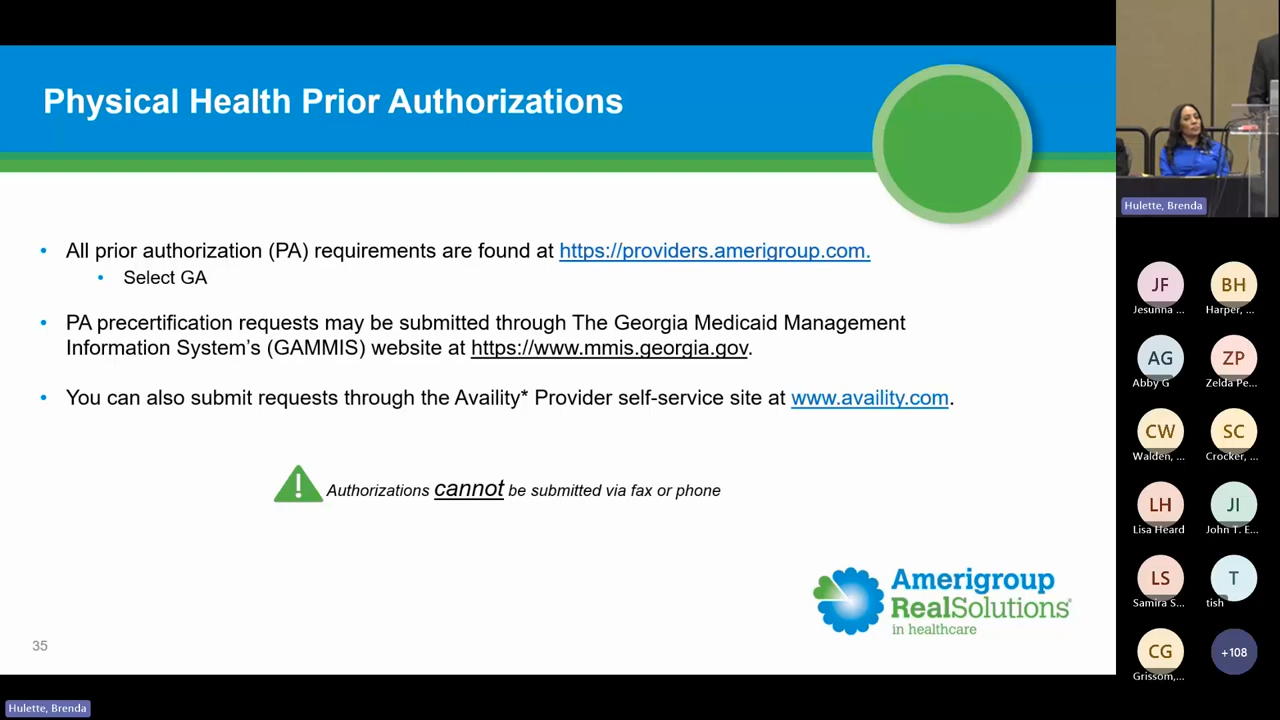 Physical Health Prior Authorizations
• All prior authorization (PA) requirements are found at https://providers.amerigroup.com.
• Select GA
• PA precertification requests may be submitted through The Georgia Medicaid Management
Information System's (GAMMIS) website at https://www.mmis.georgia.gov.
• You can also submit requests through the Availity* Provider self-service site at www.availity.com.
! Authorizations cannot be submitted via fax or phone
Amerigroup
RealSolutions®
in healthcare
35
Hulette, Brenda
Hulette, Brenda
JF BH
Jesunna ... Harper, ...
AG ZP
Abby G Zelda Pe...
CW SC
Walden, ... Crocker, ...
LH JI
Lisa Heard John T. E...
LS T
Samira S... tish
CG +108
Grissom,...